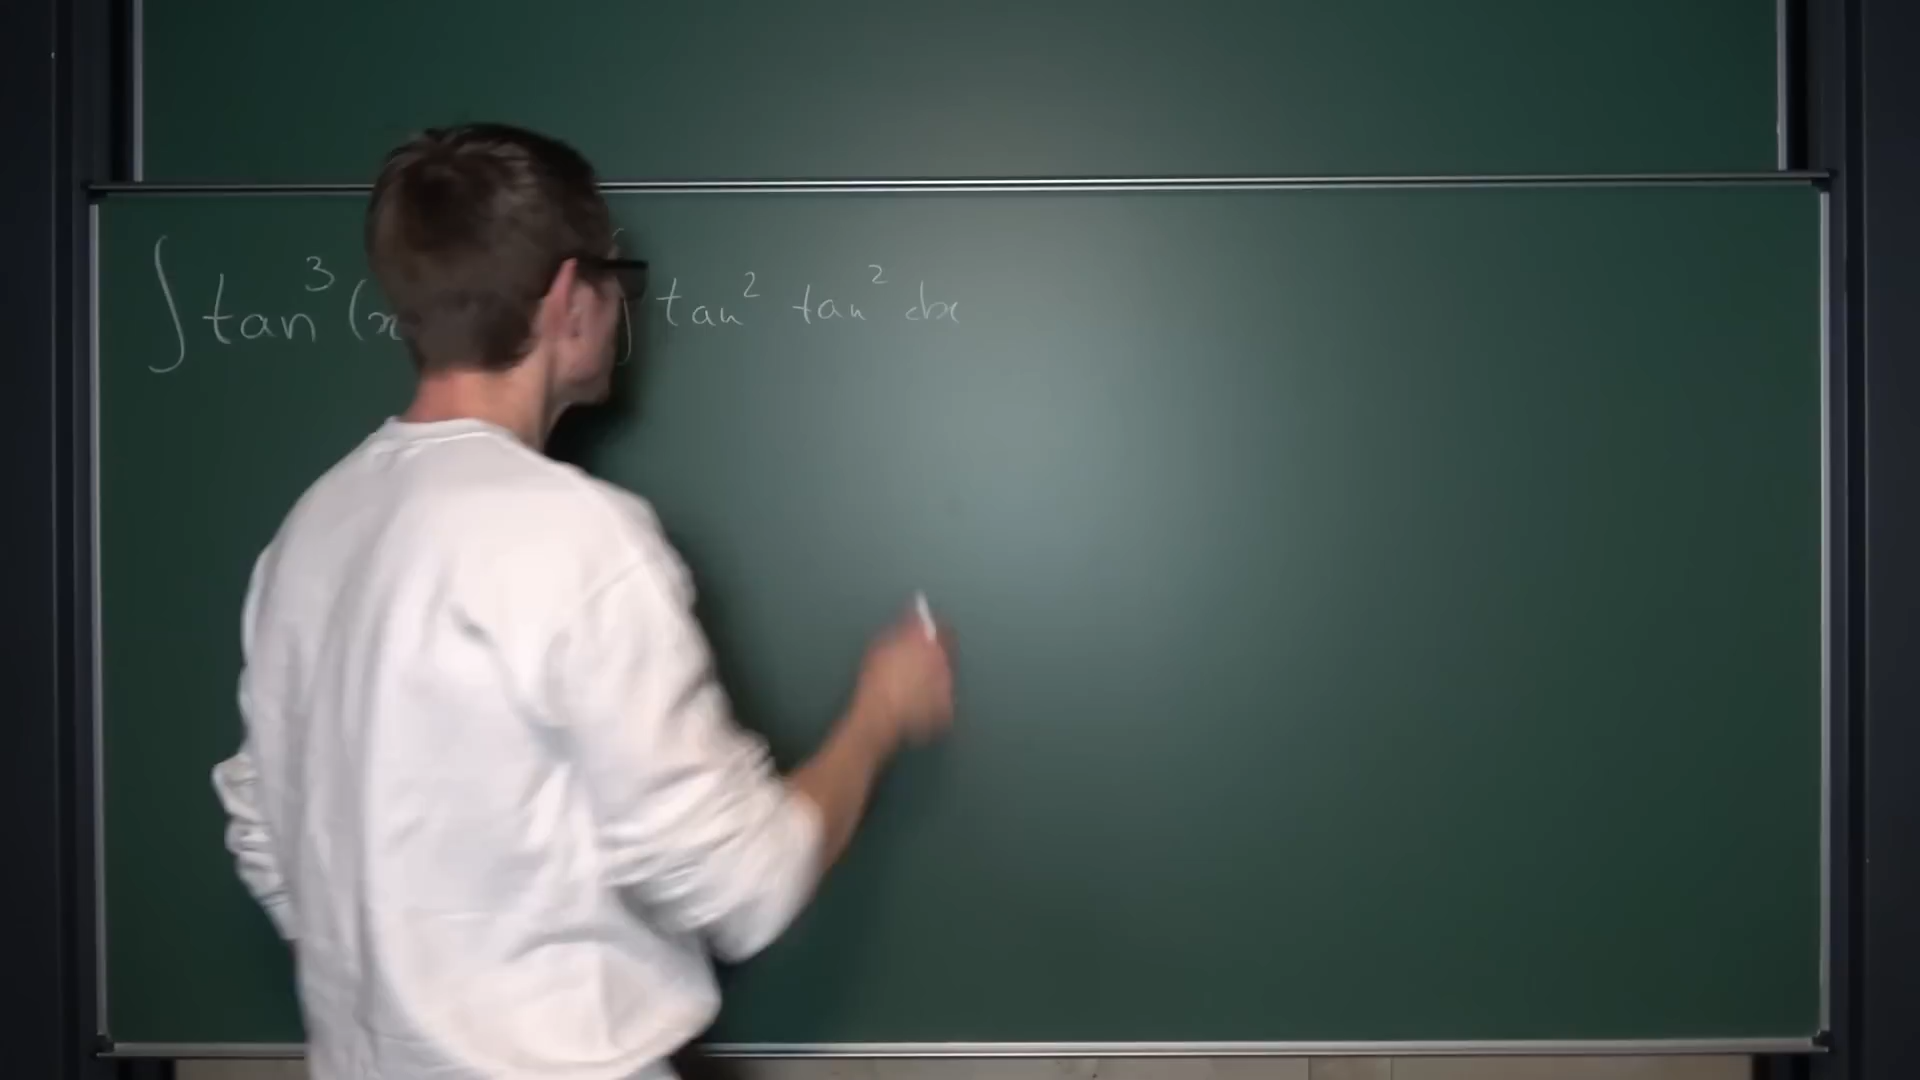 ∫ tan³ (x ∫ tan² tan² dx